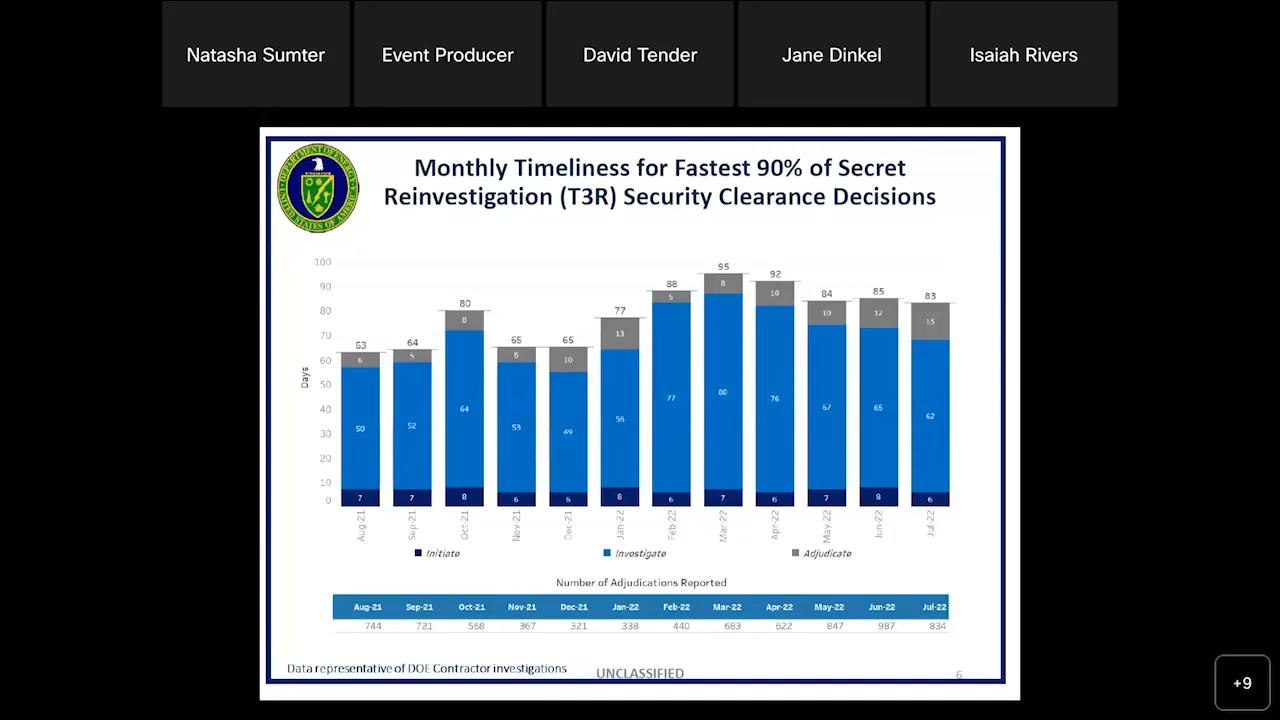 Natasha Sumter
Event Producer
David Tender
Jane Dinkel
Isaiah Rivers
Monthly Timeliness for Fastest 90% of Secret
Reinvestigation (T3R) Security Clearance Decisions
DEPARTMENT OF ENERGY
UNITED STATES OF AMERICA
Days
100
90
80
70
60
50
40
30
20
10
0
63 64 80 65 65 77 88 95 92 84 85 83
6 5 8 6 10 13 5 8 10 10 12 15
50 52 64 53 49 56 77 80 76 67 65 62
7 7 8 6 6 8 6 7 6 7 8 6
Aug-21 Sep-21 Oct-21 Nov-21 Dec-21 Jan-22 Feb-22 Mar-22 Apr-22 May-22 Jun-22 Jul-22
Initiate Investigate Adjudicate
Number of Adjudications Reported
Aug-21 Sep-21 Oct-21 Nov-21 Dec-21 Jan-22 Feb-22 Mar-22 Apr-22 May-22 Jun-22 Jul-22
744 721 568 367 321 338 440 683 622 847 987 834
Data representative of DOE Contractor investigations
UNCLASSIFIED
6
+9